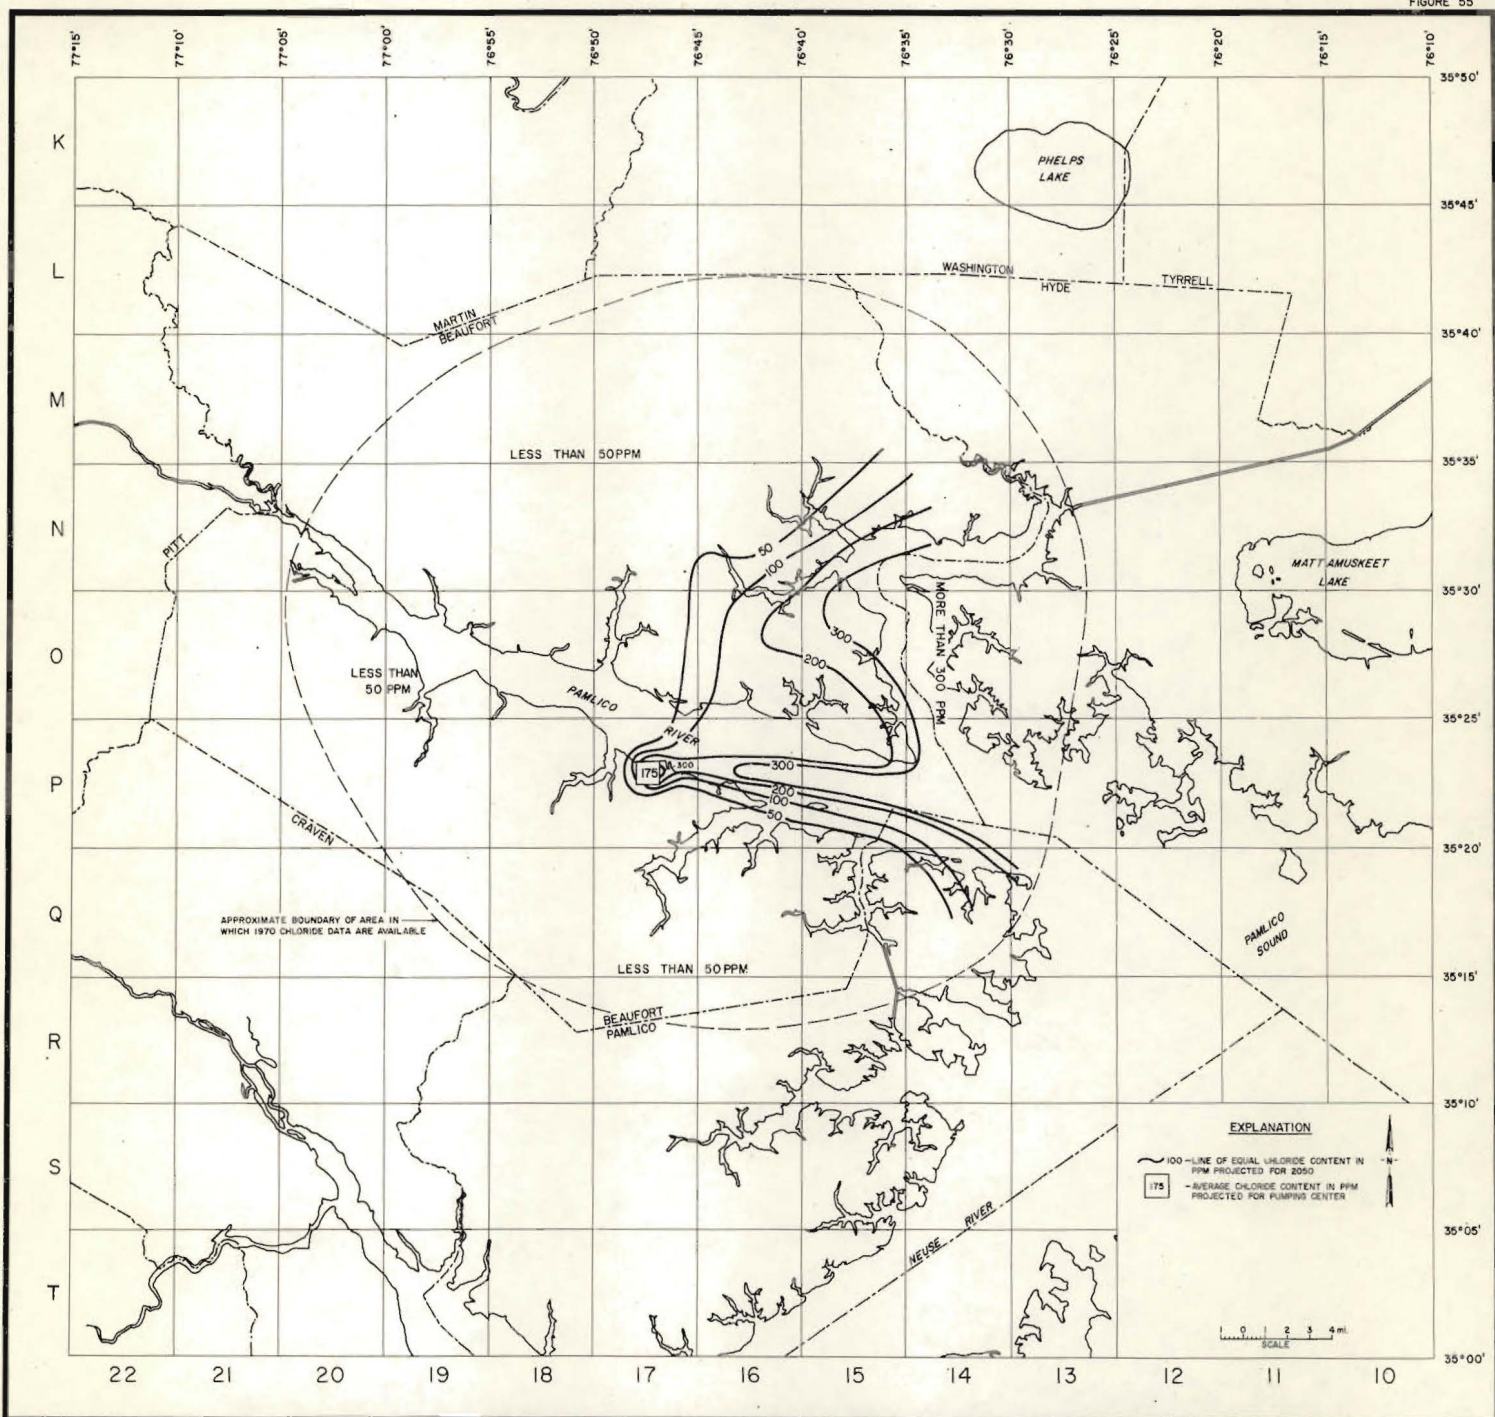 FIGURE 55
77°15'
77°10'
77°05'
77°00'
76°55'
76°50'
76°45'
76°40'
76°35'
76°30'
76°25'
76°20'
76°15'
76°10'
35°50'
K
PHELPS
LAKE
35°45'
L
WASHINGTON
HYDE
TYRRELL
MARTIN
BEAUFORT
35°40'
M
LESS THAN 50PPM
35°35'
N
PITT
50
100
MATTAMUSKEET
LAKE
35°30'
O
300
200
MORE THAN 300 PPM
LESS THAN
50 PPM
PAMLICO
RIVER
35°25'
P
175
300
300
200
100
50
CRAVEN
35°20'
Q
APPROXIMATE BOUNDARY OF AREA IN
WHICH 1970 CHLORIDE DATA ARE AVAILABLE
PAMLICO
SOUND
LESS THAN 50PPM
35°15'
R
BEAUFORT
PAMLICO
35°10'
S
EXPLANATION
100 - LINE OF EQUAL CHLORIDE CONTENT IN
PPM PROJECTED FOR 2050
175 - AVERAGE CHLORIDE CONTENT IN PPM
PROJECTED FOR PUMPING CENTER
-N-
35°05'
NEUSE RIVER
T
1 0 1 2 3 4 mi.
SCALE
35°00'
22
21
20
19
18
17
16
15
14
13
12
11
10